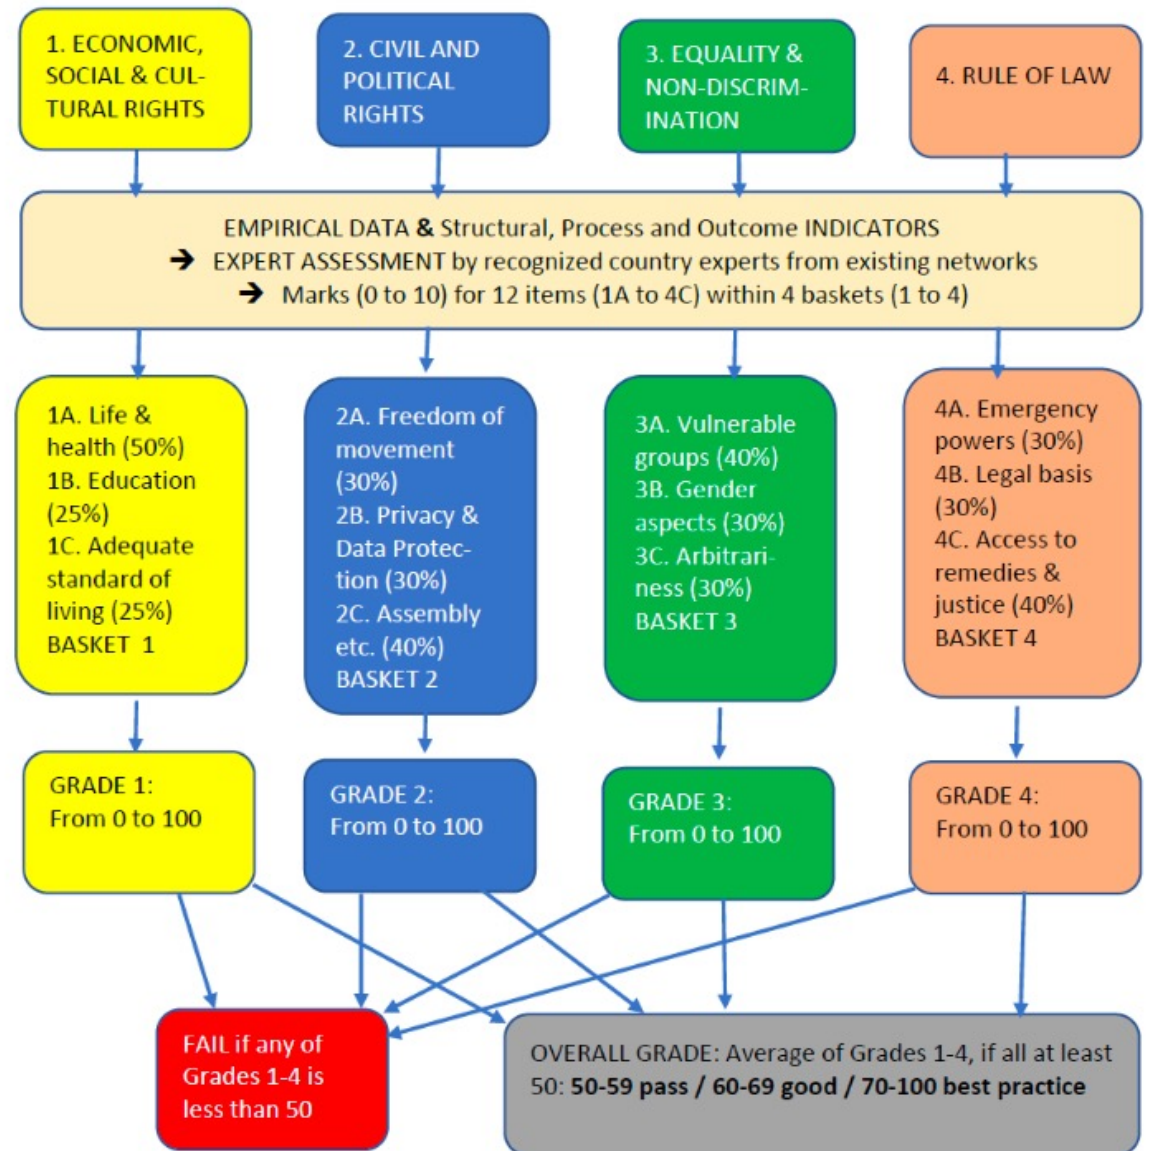 1. ECONOMIC,
SOCIAL & CUL-
TURAL RIGHTS
2. CIVIL AND
POLITICAL
RIGHTS
3. EQUALITY &
NON-DISCRIM-
INATION
4. RULE OF LAW
EMPIRICAL DATA & Structural, Process and Outcome INDICATORS
➔ EXPERT ASSESSMENT by recognized country experts from existing networks
➔ Marks (0 to 10) for 12 items (1A to 4C) within 4 baskets (1 to 4)
1A. Life &
health (50%)
1B. Education
(25%)
1C. Adequate
standard of
living (25%)
BASKET 1
2A. Freedom of
movement
(30%)
2B. Privacy &
Data Protec-
tion (30%)
2C. Assembly
etc. (40%)
BASKET 2
3A. Vulnerable
groups (40%)
3B. Gender
aspects (30%)
3C. Arbitrari-
ness (30%)
BASKET 3
4A. Emergency
powers (30%)
4B. Legal basis
(30%)
4C. Access to
remedies &
justice (40%)
BASKET 4
GRADE 1:
From 0 to 100
GRADE 2:
From 0 to 100
GRADE 3:
From 0 to 100
GRADE 4:
From 0 to 100
FAIL if any of
Grades 1-4 is
less than 50
OVERALL GRADE: Average of Grades 1-4, if all at least
50: 50-59 pass / 60-69 good / 70-100 best practice